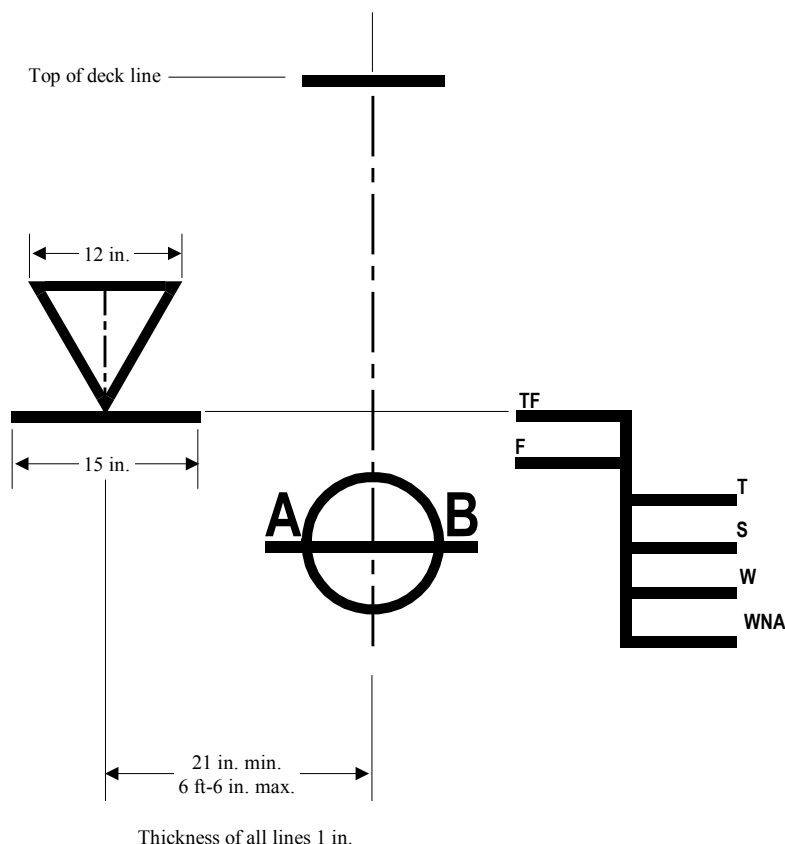 Top of deck line
12 in.
TF
F
15 in.
A B
T
S
W
WNA
21 in. min.
6 ft-6 in. max.
Thickness of all lines 1 in.